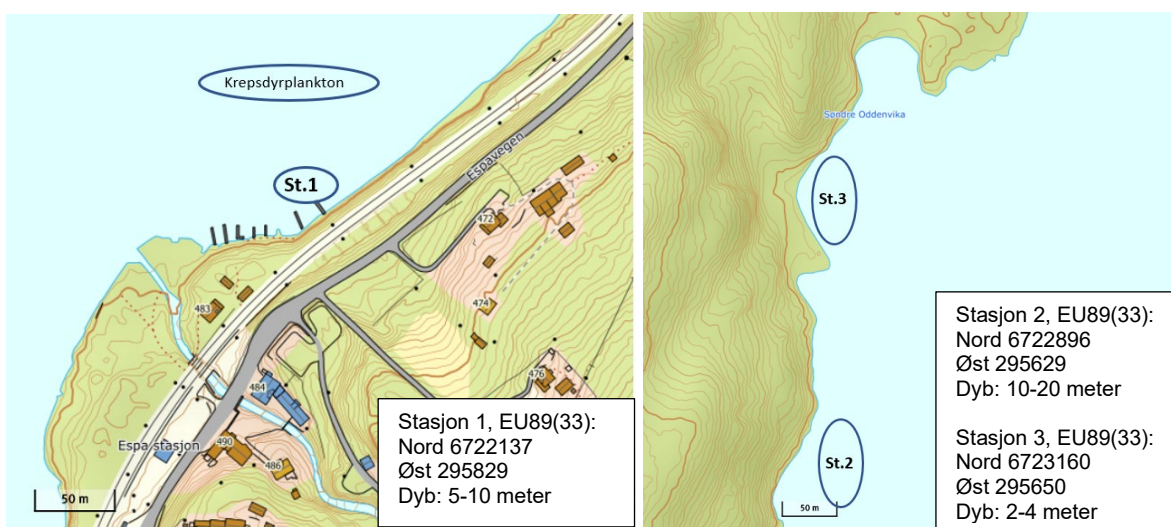 Krepsdyrplankton
St.1
Espavegen
472
483
474
484
476
490
486
Espa stasjon
50 m
Stasjon 1, EU89(33):
Nord 6722137
Øst 295829
Dyb: 5-10 meter
Søndre Oddenvika
St.3
St.2
50 m
Stasjon 2, EU89(33):
Nord 6722896
Øst 295629
Dyb: 10-20 meter
Stasjon 3, EU89(33):
Nord 6723160
Øst 295650
Dyb: 2-4 meter